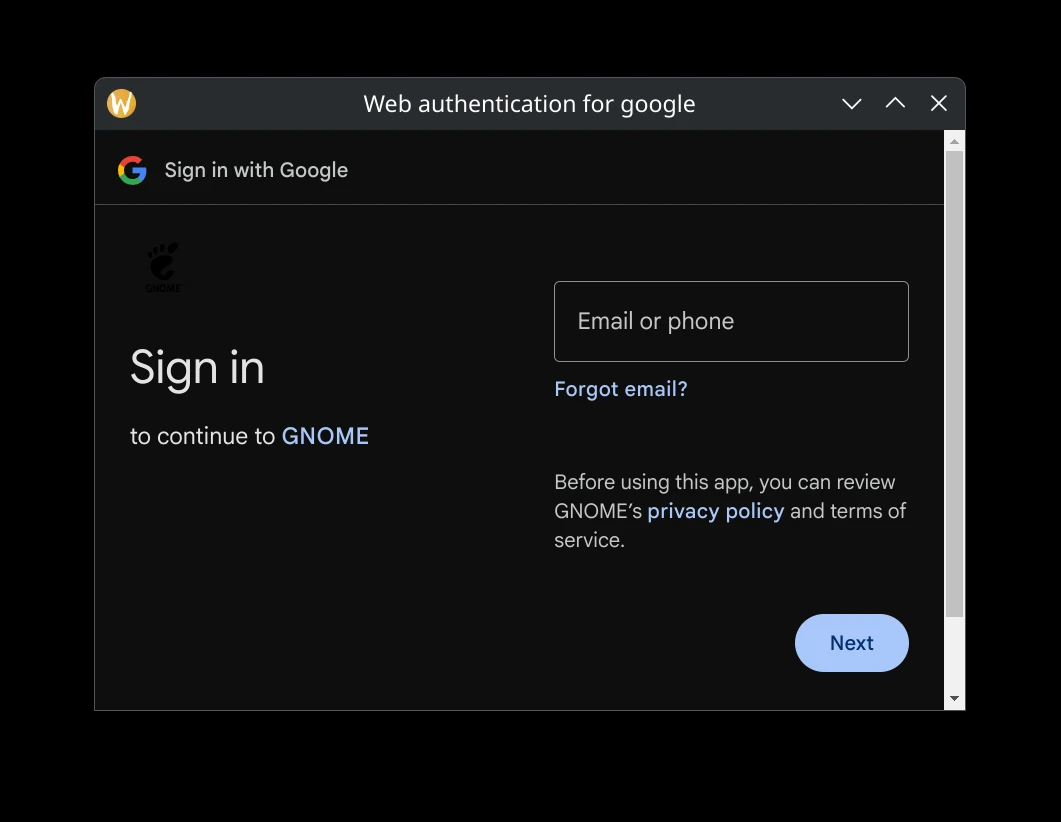 Web authentication for google
Sign in with Google
GNOME
Sign in
to continue to GNOME
Email or phone
Forgot email?
Before using this app, you can review
GNOME’s privacy policy and terms of
service.
Next